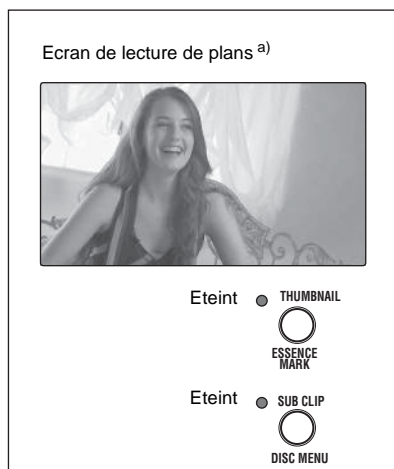 Ecran de lecture de plans a)
Eteint THUMBNAIL
ESSENCE
MARK
Eteint SUB CLIP
DISC MENU